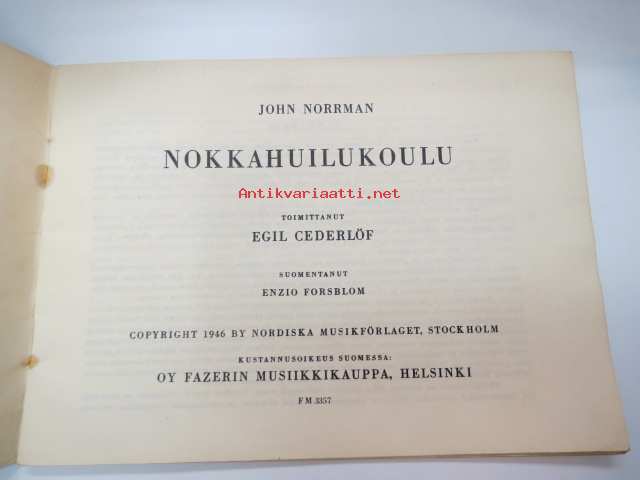 JOHN NORRMAN
NOKKAHUILUKOULU
Antikvariaatti.net
TOIMITTANUT
EGIL CEDERLÖF
SUOMENTANUT
ENZIO FORSBLOM
COPYRIGHT 1946 BY NORDISKA MUSIKFÖRLAGET, STOCKHOLM
KUSTANNUSOIKEUS SUOMESSA:
OY FAZERIN MUSIIKKIKAUPPA, HELSINKI
FM 3357